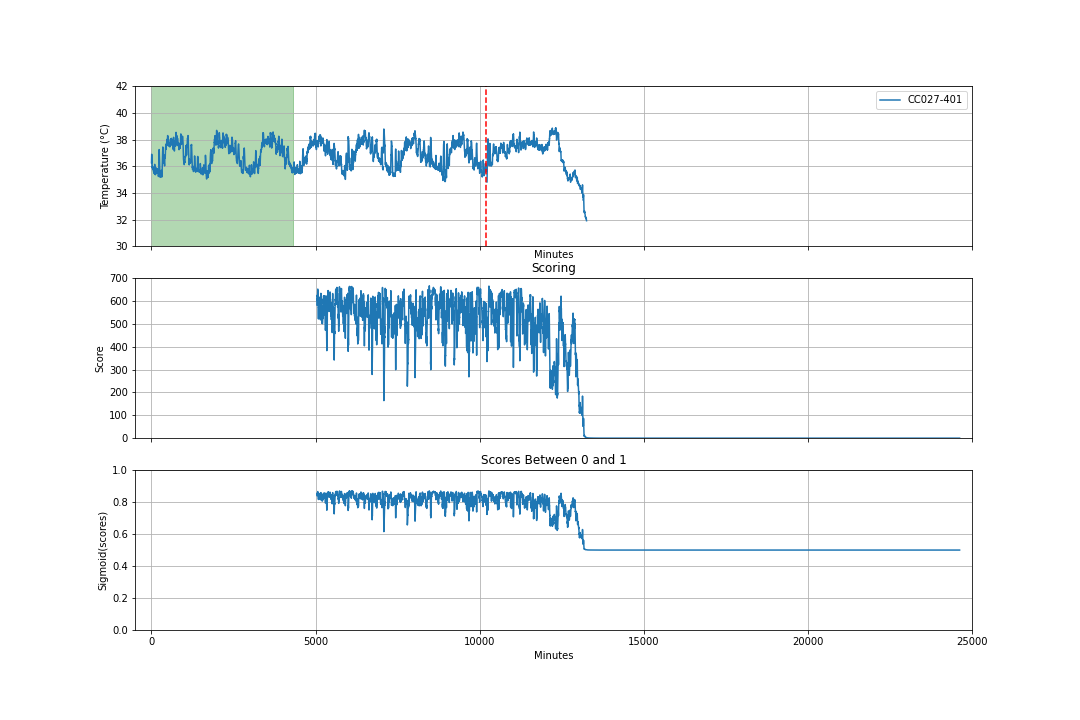 42
40
38
36
34
32
30
Temperature (°C)
CC027-401
Minutes
Scoring
700
600
500
400
300
200
100
0
Score
Scores Between 0 and 1
1.0
0.8
0.6
0.4
0.2
0.0
Sigmoid(scores)
0 5000 10000 15000 20000 25000
Minutes